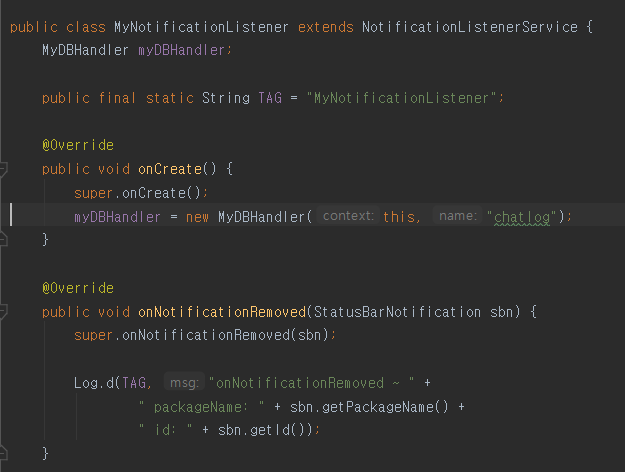 public class MyNotificationListener extends NotificationListenerService {
MyDBHandler myDBHandler;
public final static String TAG = "MyNotificationListener";
@Override
public void onCreate() {
super.onCreate();
myDBHandler = new MyDBHandler( context: this, name: "chatlog");
}
@Override
public void onNotificationRemoved(StatusBarNotification sbn) {
super.onNotificationRemoved(sbn);
Log.d(TAG, msg: "onNotificationRemoved ~ " +
" packageName: " + sbn.getPackageName() +
" id: " + sbn.getId());
}